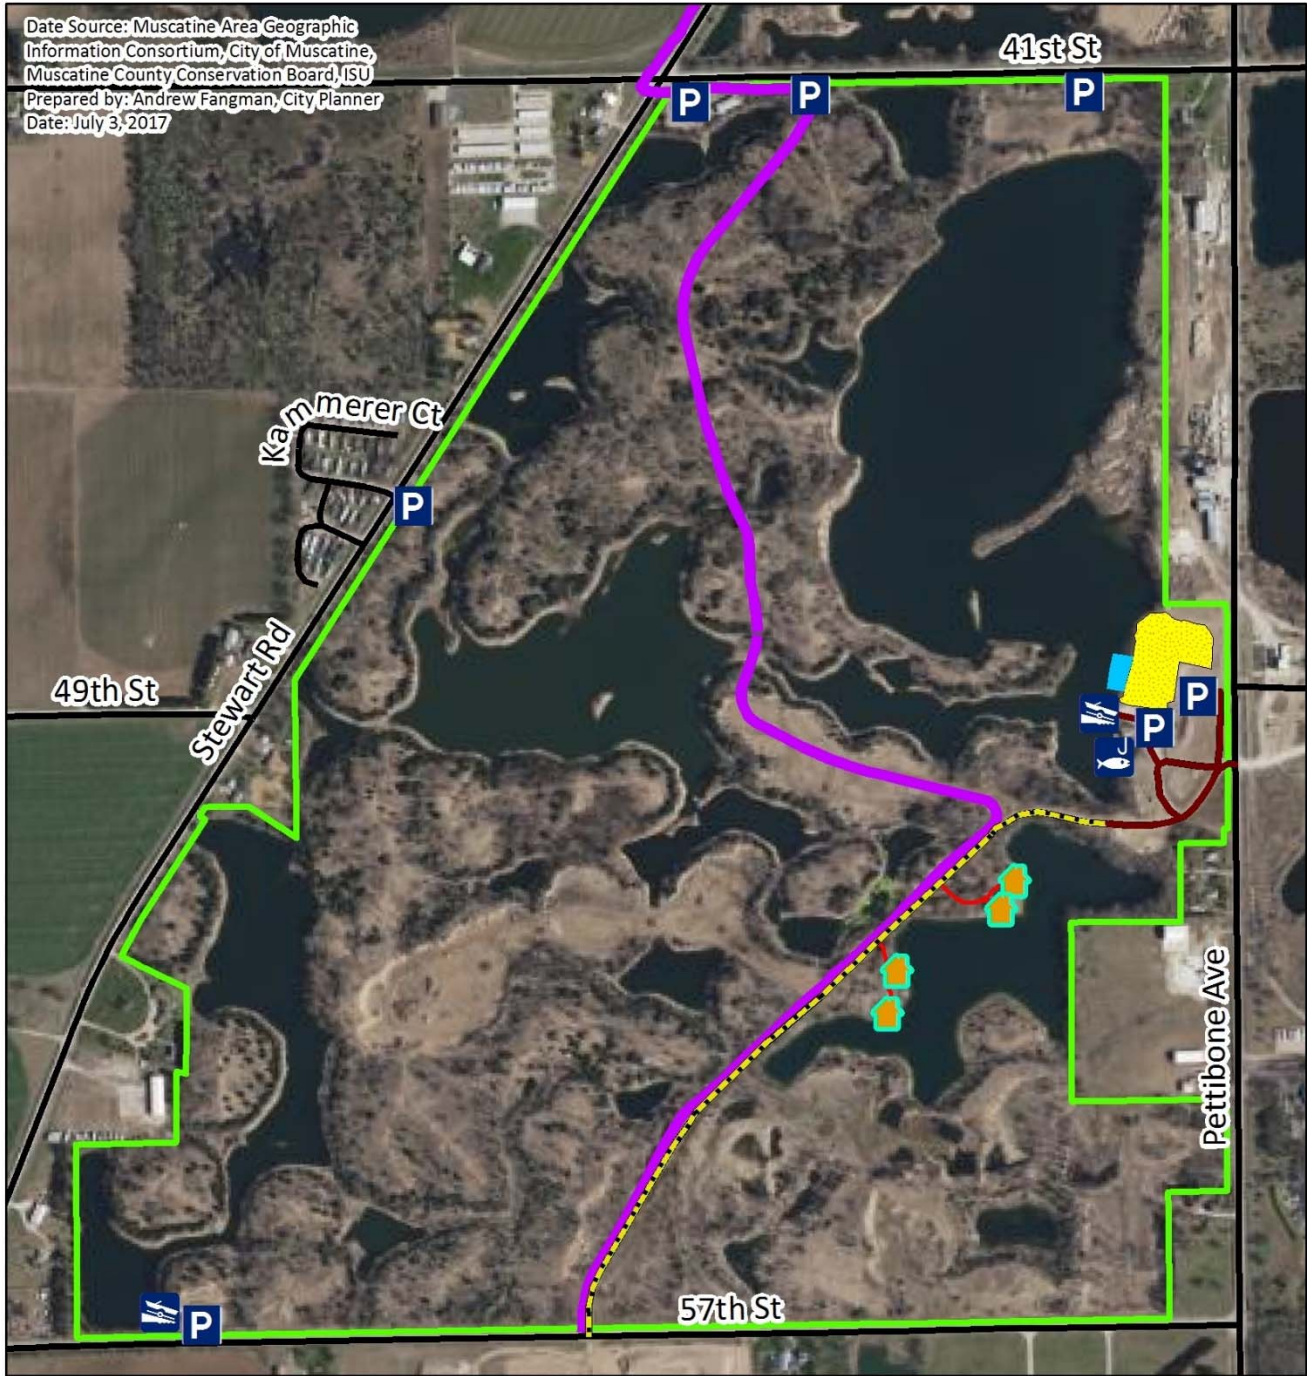 Date Source: Muscatine Area Geographic
Information Consortium, City of Muscatine,
Muscatine County Conservation Board, ISU
Prepared by: Andrew Fangman, City Planner
Date: July 3, 2017
41st St
P
P
P
Kammerer Ct
P
Stewart Rd
49th St
P
P
Pettibone Ave
57th St
P